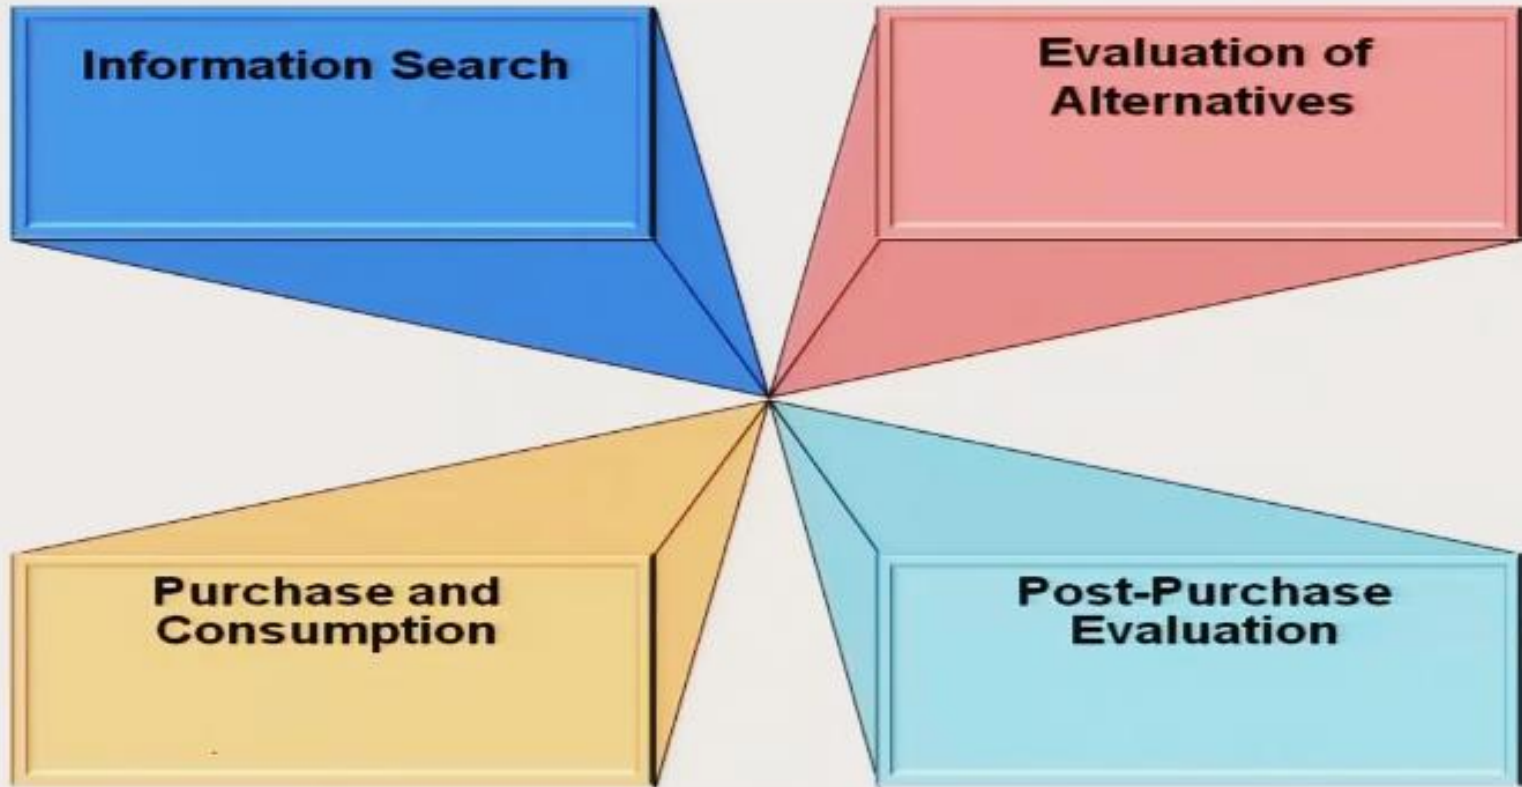 Information Search
Evaluation of
Alternatives
Purchase and
Consumption
Post-Purchase
Evaluation